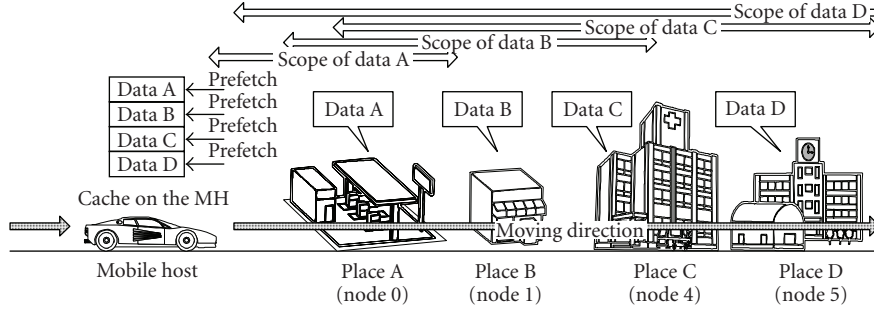 Scope of data D
Scope of data C
Scope of data B
Scope of data A
Data A
Prefetch
Data B
Prefetch
Data C
Prefetch
Data D
Prefetch
Cache on the MH
Mobile host
Data A
Data B
Data C
Data D
Moving direction
Place A
(node 0)
Place B
(node 1)
Place C
(node 4)
Place D
(node 5)